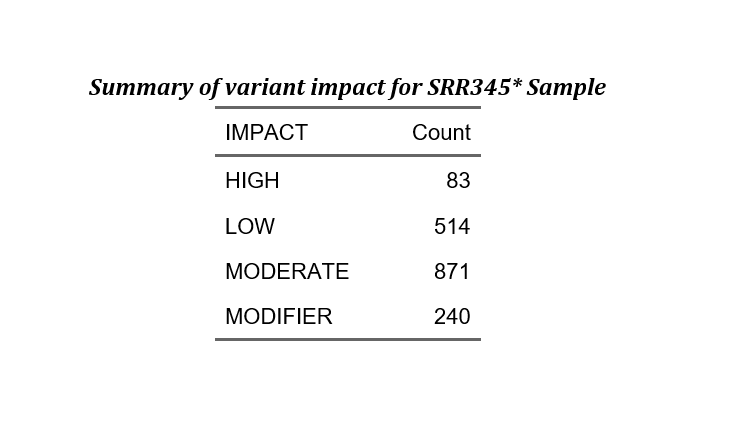 Summary of variant impact for SRR345* Sample
IMPACT Count
HIGH 83
LOW 514
MODERATE 871
MODIFIER 240